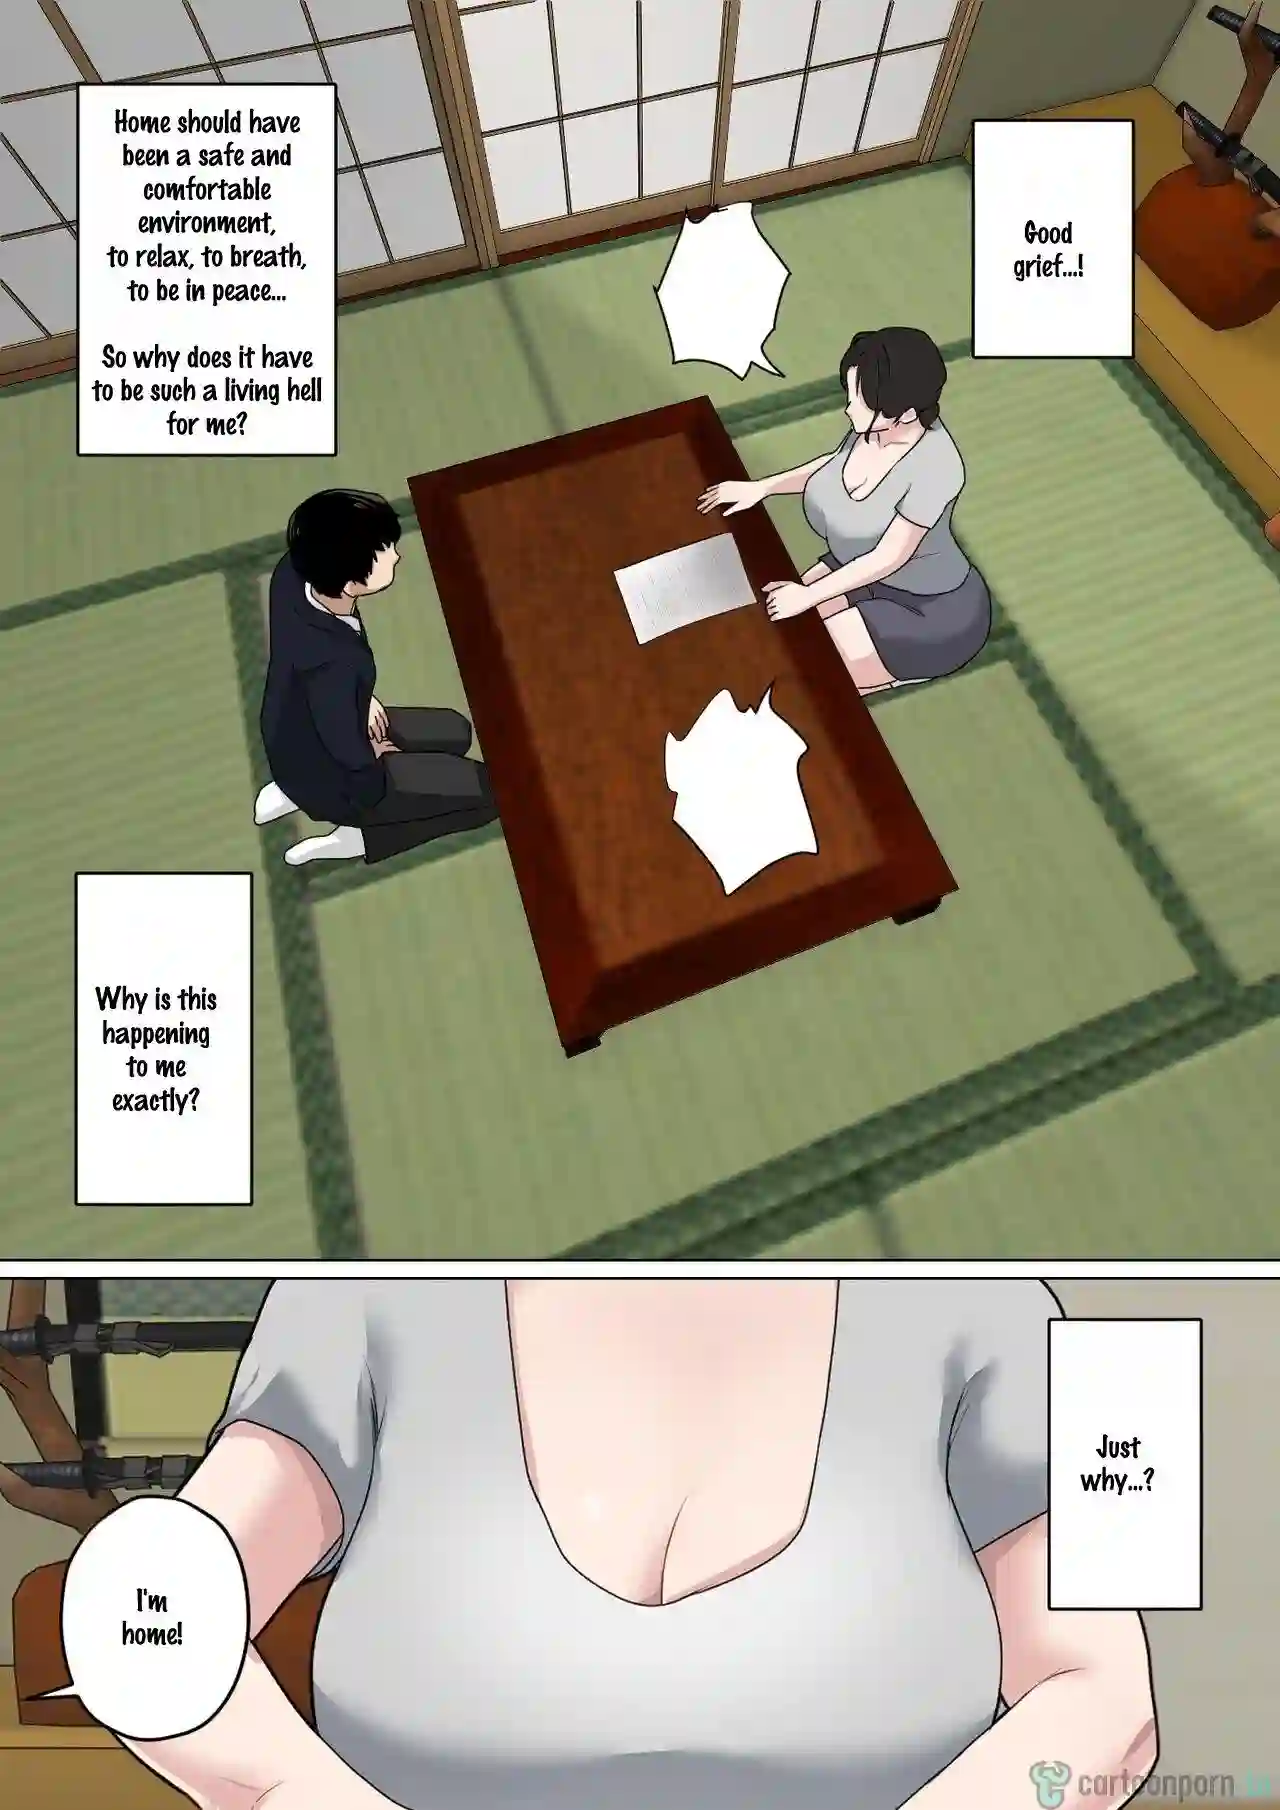 Home should have
been a safe and
comfortable
environment,
to relax, to breath,
to be in peace...
So why does it have
to be such a living hell
for me?
Good
grief...!
Why is this
happening
to me
exactly?
Just
why...?
I'm
home!
cartoonporn.to